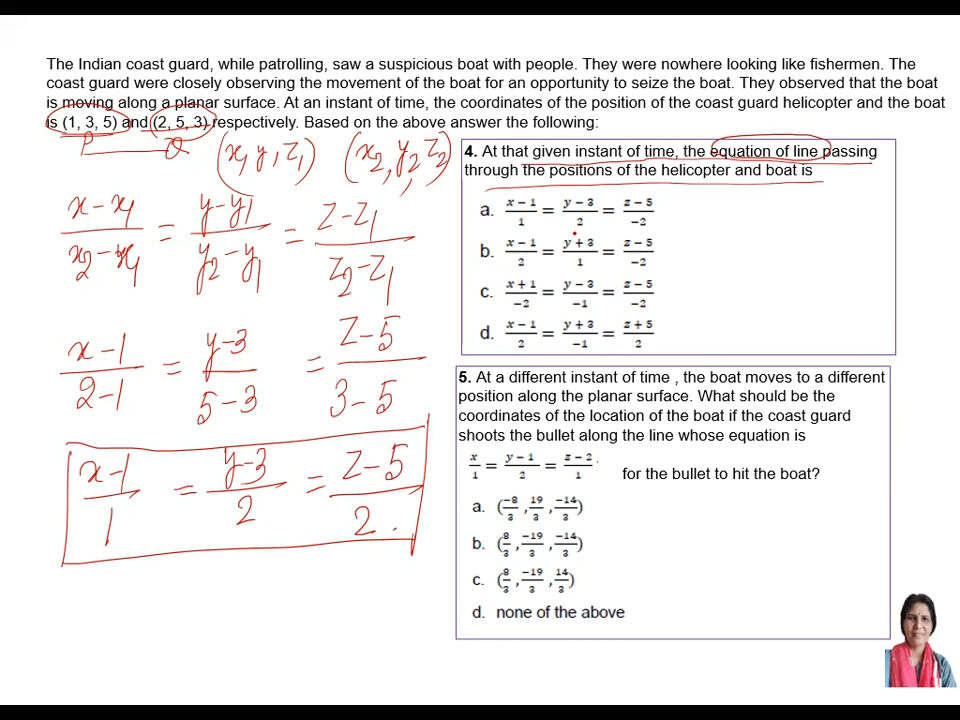 The Indian coast guard, while patrolling, saw a suspicious boat with people. They were nowhere looking like fishermen. The
coast guard were closely observing the movement of the boat for an opportunity to seize the boat. They observed that the boat
is moving along a planar surface. At an instant of time, the coordinates of the position of the coast guard helicopter and the boat
is (1, 3, 5) and (2, 5, 3) respectively. Based on the above answer the following:
P Q (x₁ y₁ z₁) (x₂, y₂, z₂)
(x-x₁)/(x₂-x₁) = (y-y₁)/(y₂-y₁) = (z-z₁)/(z₂-z₁)
(x-1)/(2-1) = (y-3)/(5-3) = (z-5)/(3-5)
(x-1)/1 = (y-3)/2 = (z-5)/2
4. At that given instant of time, the equation of line passing
through the positions of the helicopter and boat is
a. (x-1)/1 = (y-3)/2 = (z-5)/-2
b. (x-1)/2 = (y+3)/1 = (z-5)/-2
c. (x+1)/-2 = (y-3)/-1 = (z-5)/-2
d. (x-1)/2 = (y+3)/-1 = (z+5)/2
5. At a different instant of time , the boat moves to a different
position along the planar surface. What should be the
coordinates of the location of the boat if the coast guard
shoots the bullet along the line whose equation is
x/1 = (y-1)/2 = (z-2)/1 for the bullet to hit the boat?
a. (-8/3 , 19/3 , -14/3)
b. (8/3 , -19/3 , -14/3)
c. (8/3 , -19/3 , 14/3)
d. none of the above